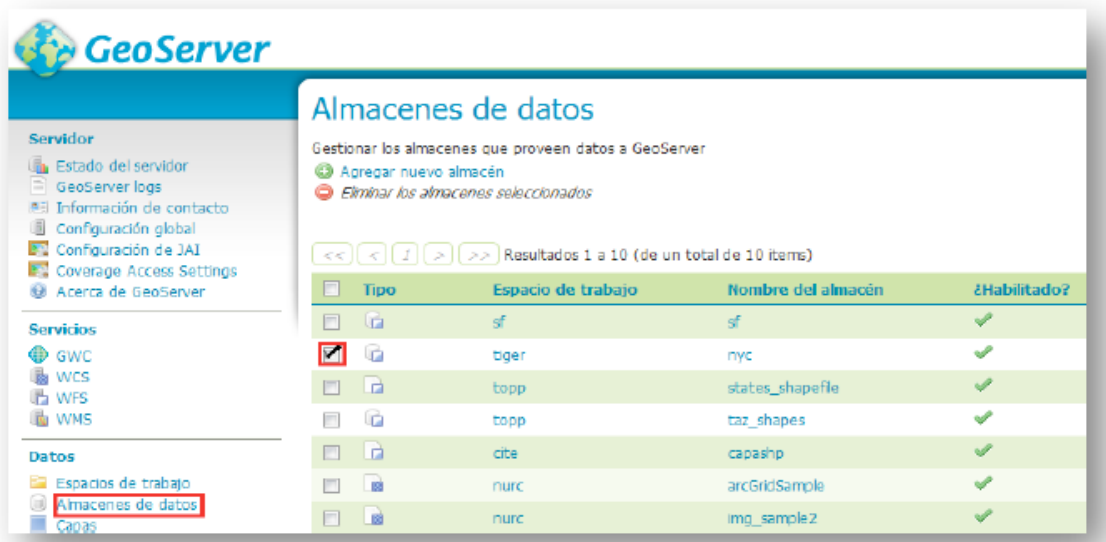 GeoServer
Servidor
Estado del servidor
GeoServer logs
Información de contacto
Configuración global
Configuración de JAI
Coverage Access Settings
Acerca de GeoServer
Servicios
GWC
WCS
WFS
WMS
Datos
Espacios de trabajo
Almacenes de datos
Capas
Almacenes de datos
Gestionar los almacenes que proveen datos a GeoServer
Agregar nuevo almacén
Eliminar los almacenes seleccionados
<< < 1 > >> Resultados 1 a 10 (de un total de 10 items)
Tipo Espacio de trabajo Nombre del almacén ¿Habilitado?
sf sf
tiger nyc
topp states_shapefile
topp taz_shapes
cite capashp
nurc arcGridSample
nurc img_sample2